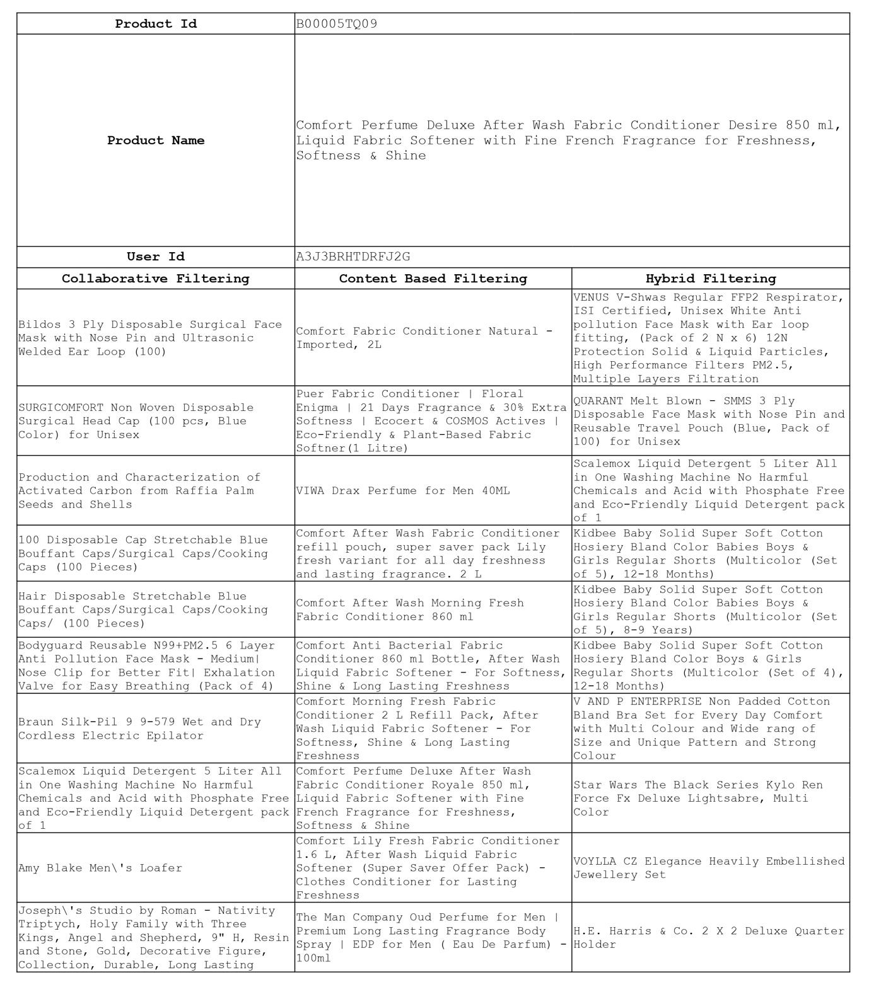 Product Id
B00005TQ09
Product Name
Comfort Perfume Deluxe After Wash Fabric Conditioner Desire 850 ml,
Liquid Fabric Softener with Fine French Fragrance for Freshness,
Softness & Shine
User Id
A3J3BRHTDRFJ2G
Collaborative Filtering
Content Based Filtering
Hybrid Filtering
Bildos 3 Ply Disposable Surgical Face
Mask with Nose Pin and Ultrasonic
Welded Ear Loop (100)
Comfort Fabric Conditioner Natural -
Imported, 2L
VENUS V-Shwas Regular FFP2 Respirator,
ISI Certified, Unisex White Anti
pollution Face Mask with Ear loop
fitting, (Pack of 2 N x 6) 12N
Protection Solid & Liquid Particles,
High Performance Filters PM2.5,
Multiple Layers Filtration
SURGICOMFORT Non Woven Disposable
Surgical Head Cap (100 pcs, Blue
Color) for Unisex
Puer Fabric Conditioner | Floral
Enigma | 21 Days Fragrance & 30% Extra
Softness | Ecocert & COSMOS Actives |
Eco-Friendly & Plant-Based Fabric
Softner(1 Litre)
QUARANT Melt Blown - SMMS 3 Ply
Disposable Face Mask with Nose Pin and
Reusable Travel Pouch (Blue, Pack of
100) for Unisex
Production and Characterization of
Activated Carbon from Raffia Palm
Seeds and Shells
VIWA Drax Perfume for Men 40ML
Scalemox Liquid Detergent 5 Liter All
in One Washing Machine No Harmful
Chemicals and Acid with Phosphate Free
and Eco-Friendly Liquid Detergent pack
of 1
100 Disposable Cap Stretchable Blue
Bouffant Caps/Surgical Caps/Cooking
Caps (100 Pieces)
Comfort After Wash Fabric Conditioner
refill pouch, super saver pack Lily
fresh variant for all day freshness
and lasting fragrance. 2 L
Kidbee Baby Solid Super Soft Cotton
Hosiery Bland Color Babies Boys &
Girls Regular Shorts (Multicolor (Set
of 5), 12-18 Months)
Hair Disposable Stretchable Blue
Bouffant Caps/Surgical Caps/Cooking
Caps/ (100 Pieces)
Comfort After Wash Morning Fresh
Fabric Conditioner 860 ml
Kidbee Baby Solid Super Soft Cotton
Hosiery Bland Color Babies Boys &
Girls Regular Shorts (Multicolor (Set
of 5), 8-9 Years)
Bodyguard Reusable N99+PM2.5 6 Layer
Anti Pollution Face Mask - Medium|
Nose Clip for Better Fit| Exhalation
Valve for Easy Breathing (Pack of 4)
Comfort Anti Bacterial Fabric
Conditioner 860 ml Bottle, After Wash
Liquid Fabric Softener - For Softness,
Shine & Long Lasting Freshness
Kidbee Baby Solid Super Soft Cotton
Hosiery Bland Color Boys & Girls
Regular Shorts (Multicolor (Set of 4),
12-18 Months)
Braun Silk-Pil 9 9-579 Wet and Dry
Cordless Electric Epilator
Comfort Morning Fresh Fabric
Conditioner 2 L Refill Pack, After
Wash Liquid Fabric Softener - For
Softness, Shine & Long Lasting
Freshness
V AND P ENTERPRISE Non Padded Cotton
Bland Bra Set for Every Day Comfort
with Multi Colour and Wide rang of
Size and Unique Pattern and Strong
Colour
Scalemox Liquid Detergent 5 Liter All
in One Washing Machine No Harmful
Chemicals and Acid with Phosphate Free
and Eco-Friendly Liquid Detergent pack
of 1
Comfort Perfume Deluxe After Wash
Fabric Conditioner Royale 850 ml,
Liquid Fabric Softener with Fine
French Fragrance for Freshness,
Softness & Shine
Star Wars The Black Series Kylo Ren
Force Fx Deluxe Lightsabre, Multi
Color
Amy Blake Men\'s Loafer
Comfort Lily Fresh Fabric Conditioner
1.6 L, After Wash Liquid Fabric
Softener (Super Saver Offer Pack) -
Clothes Conditioner for Lasting
Freshness
VOYLLA CZ Elegance Heavily Embellished
Jewellery Set
Joseph\'s Studio by Roman - Nativity
Triptych, Holy Family with Three
Kings, Angel and Shepherd, 9" H, Resin
and Stone, Gold, Decorative Figure,
Collection, Durable, Long Lasting
The Man Company Oud Perfume for Men |
Premium Long Lasting Fragrance Body
Spray | EDP for Men ( Eau De Parfum) -
100ml
H.E. Harris & Co. 2 X 2 Deluxe Quarter
Holder